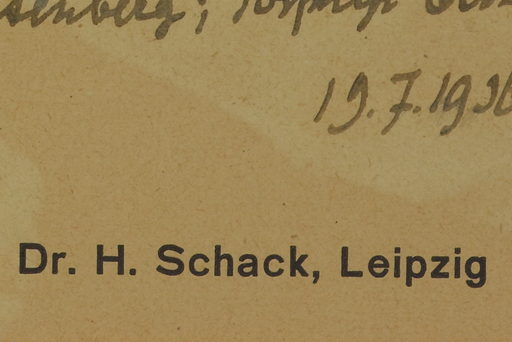 19.7.1936
Dr. H. Schack, Leipzig